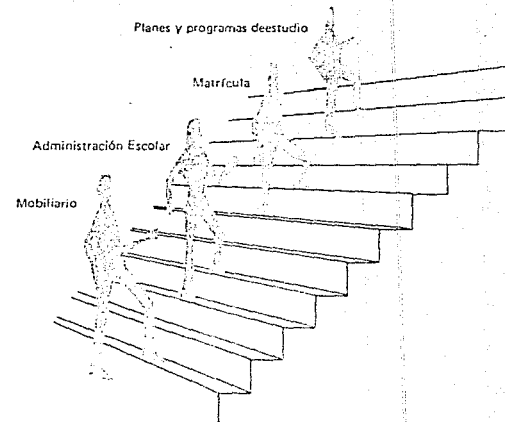 Planes y programas deestudio
Matrícula
Administración Escolar
Mobiliario